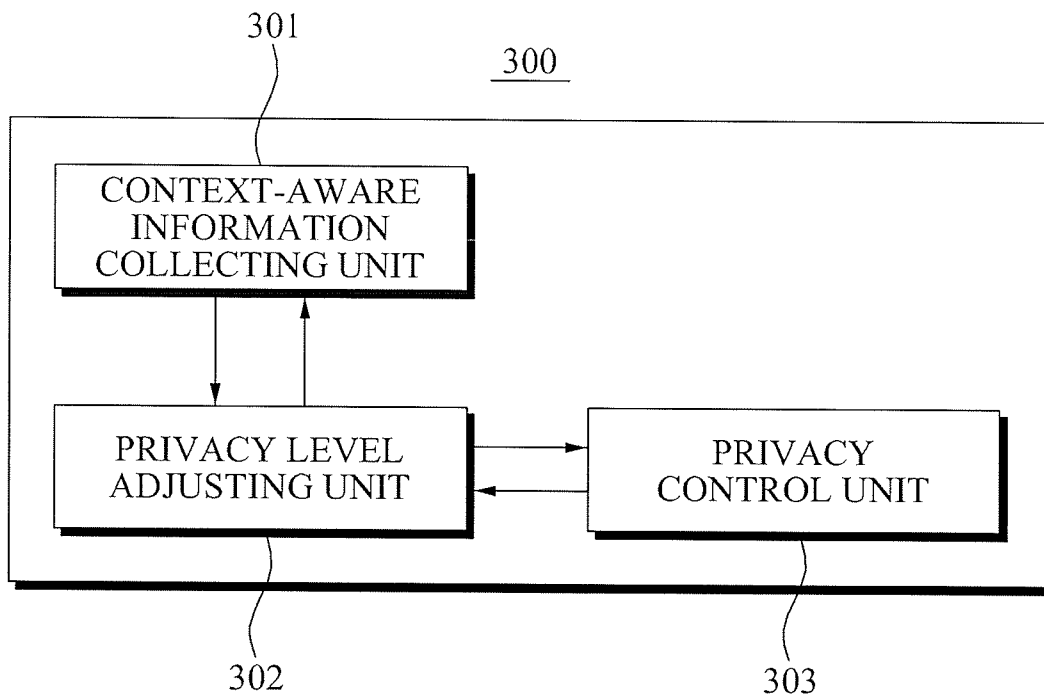 301
300
CONTEXT-AWARE
INFORMATION
COLLECTING UNIT
PRIVACY LEVEL
ADJUSTING UNIT
PRIVACY
CONTROL UNIT
302
303